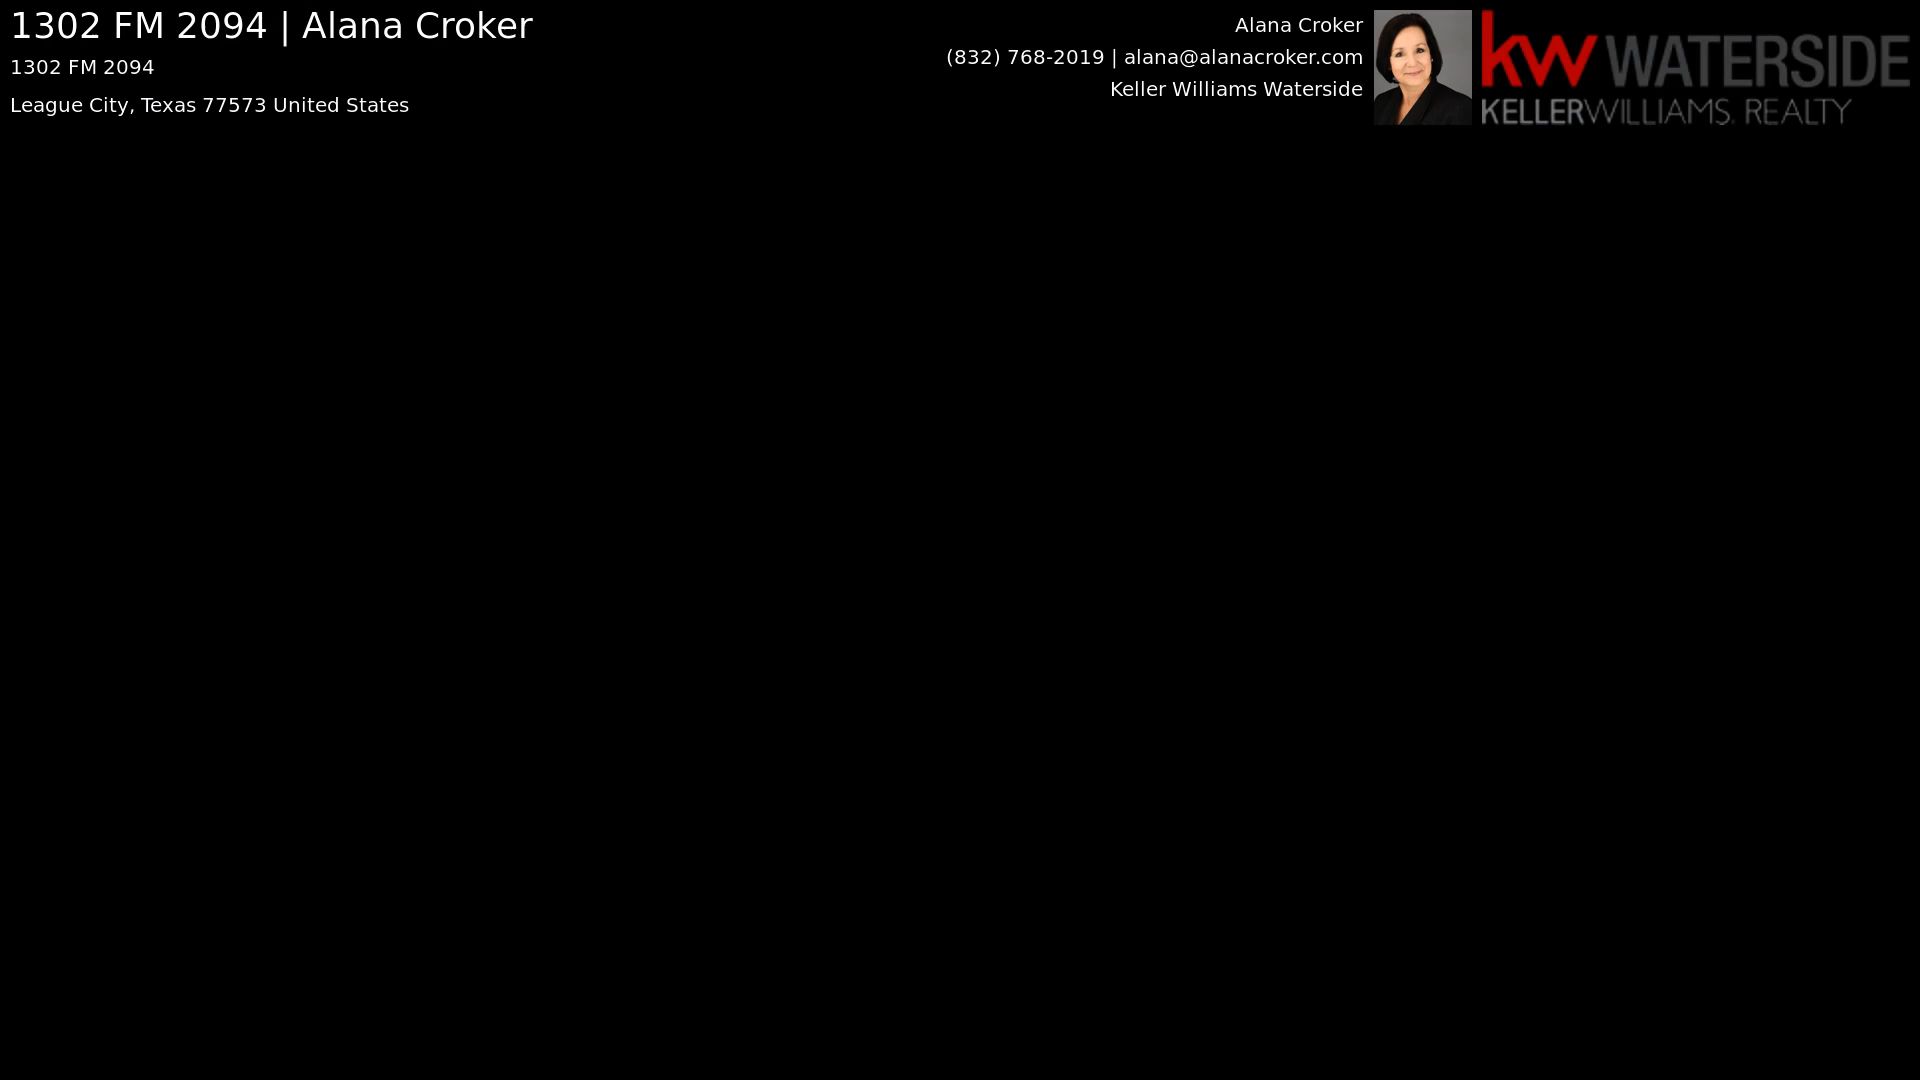 1302 FM 2094 | Alana Croker
1302 FM 2094
League City, Texas 77573 United States
Alana Croker
(832) 768-2019 | alana@alanacroker.com
Keller Williams Waterside
kw WATERSIDE
KELLERWILLIAMS. REALTY